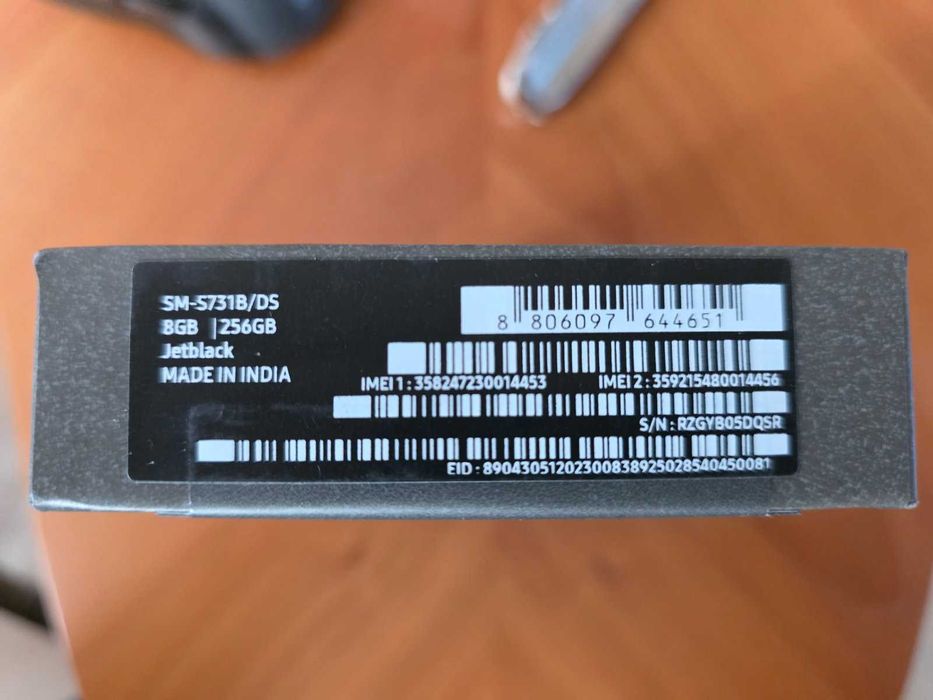 SM-S731B/DS
8GB | 256GB
Jetblack
MADE IN INDIA
8 806097 644651
IMEI 1 : 358247230014453
IMEI 2 : 359215480014456
S/N : RZGYB05DQSR
EID : 89043051202300838925028540450081